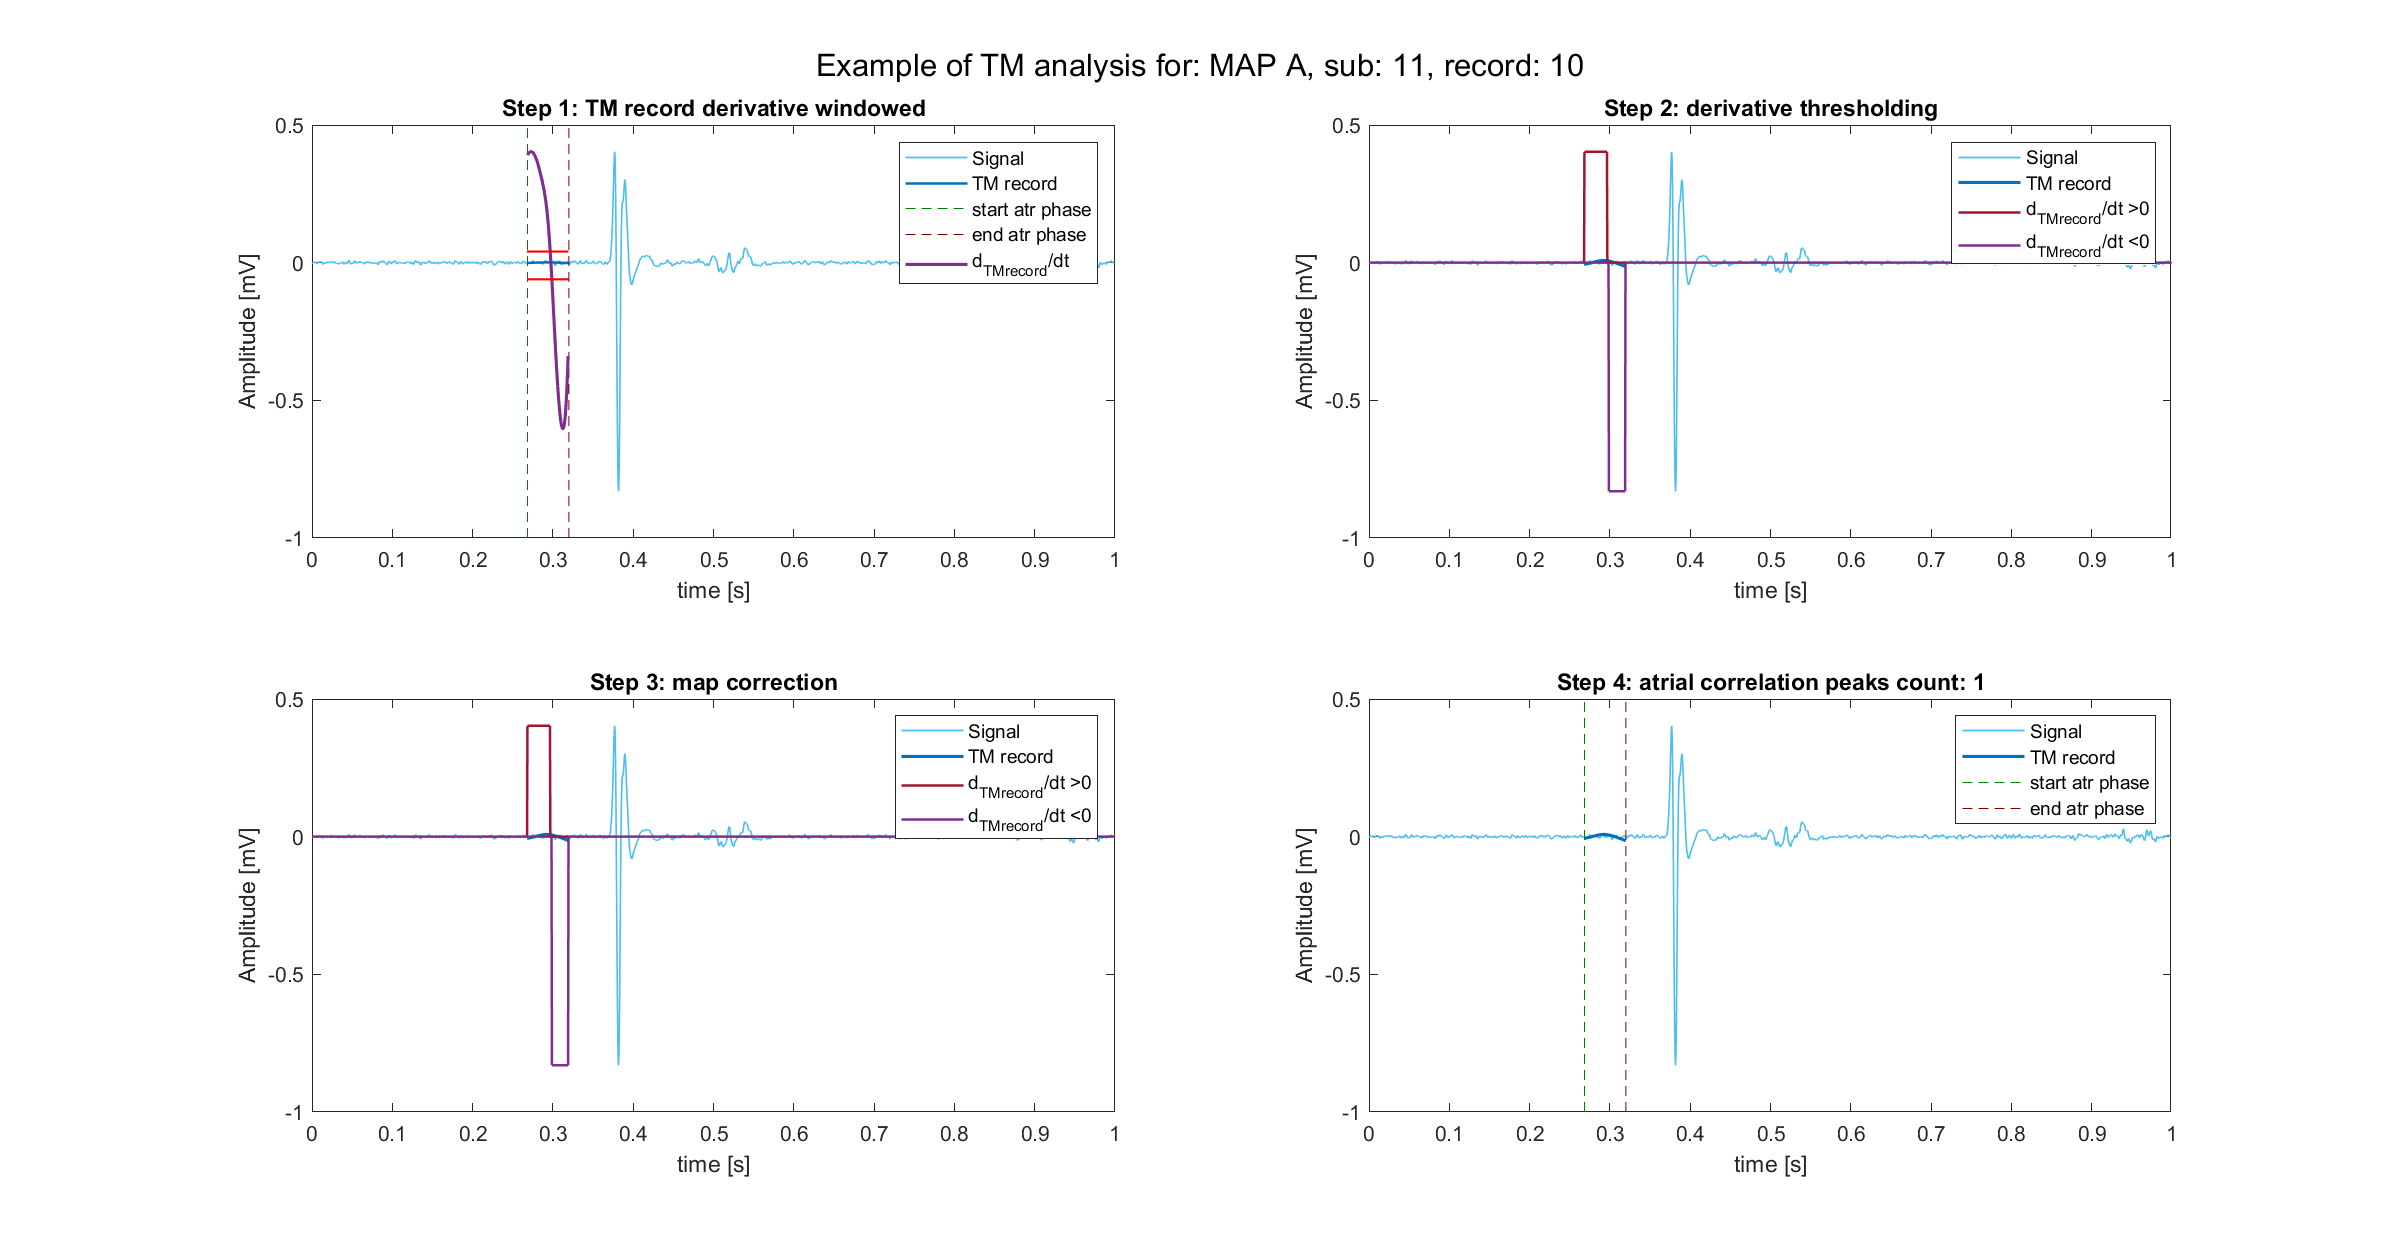 Example of TM analysis for: MAP A, sub: 11, record: 10
Step 1: TM record derivative windowed
0.5
0
-0.5
-1
Amplitude [mV]
0 0.1 0.2 0.3 0.4 0.5 0.6 0.7 0.8 0.9 1
time [s]
Signal
TM record
start atr phase
end atr phase
dTMrecord/dt
Step 2: derivative thresholding
0.5
0
-0.5
-1
Amplitude [mV]
0 0.1 0.2 0.3 0.4 0.5 0.6 0.7 0.8 0.9 1
time [s]
Signal
TM record
dTMrecord/dt >0
dTMrecord/dt <0
Step 3: map correction
0.5
0
-0.5
-1
Amplitude [mV]
0 0.1 0.2 0.3 0.4 0.5 0.6 0.7 0.8 0.9 1
time [s]
Signal
TM record
dTMrecord/dt >0
dTMrecord/dt <0
Step 4: atrial correlation peaks count: 1
0.5
0
-0.5
-1
Amplitude [mV]
0 0.1 0.2 0.3 0.4 0.5 0.6 0.7 0.8 0.9 1
time [s]
Signal
TM record
start atr phase
end atr phase